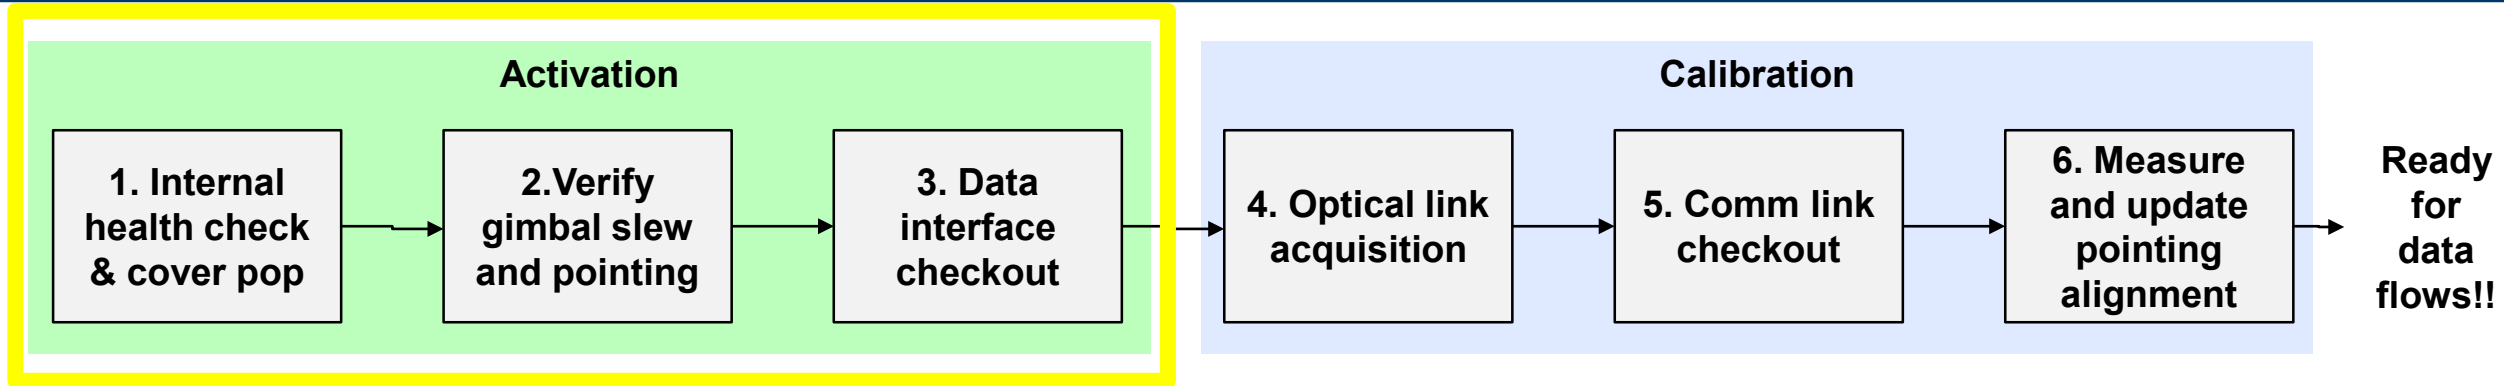 Activation
1. Internal
health check
& cover pop
2.Verify
gimbal slew
and pointing
3. Data
interface
checkout
Calibration
4. Optical link
acquisition
5. Comm link
checkout
6. Measure
and update
pointing
alignment
Ready
for
data
flows!!